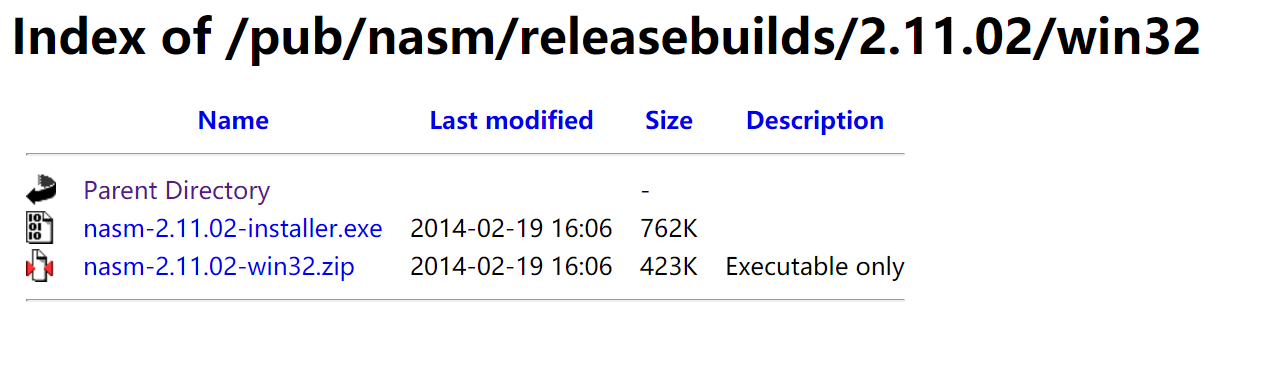 Index of /pub/nasm/releasebuilds/2.11.02/win32
Name Last modified Size Description
Parent Directory -
nasm-2.11.02-installer.exe 2014-02-19 16:06 762K
nasm-2.11.02-win32.zip 2014-02-19 16:06 423K Executable only